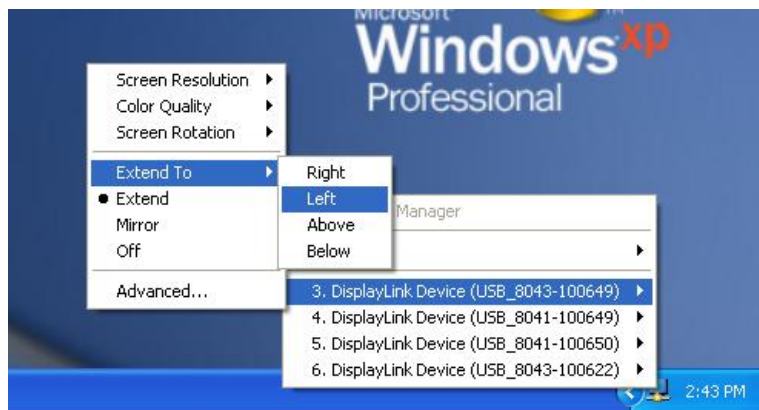 Microsoft
Windows xp
Professional
Screen Resolution
Color Quality
Screen Rotation
Extend To
Extend
Mirror
Off
Advanced...
Right
Left
Above
Below
Manager
3. DisplayLink Device (USB_8043-100649)
4. DisplayLink Device (USB_8041-100649)
5. DisplayLink Device (USB_8041-100650)
6. DisplayLink Device (USB_8043-100622)
2:43 PM